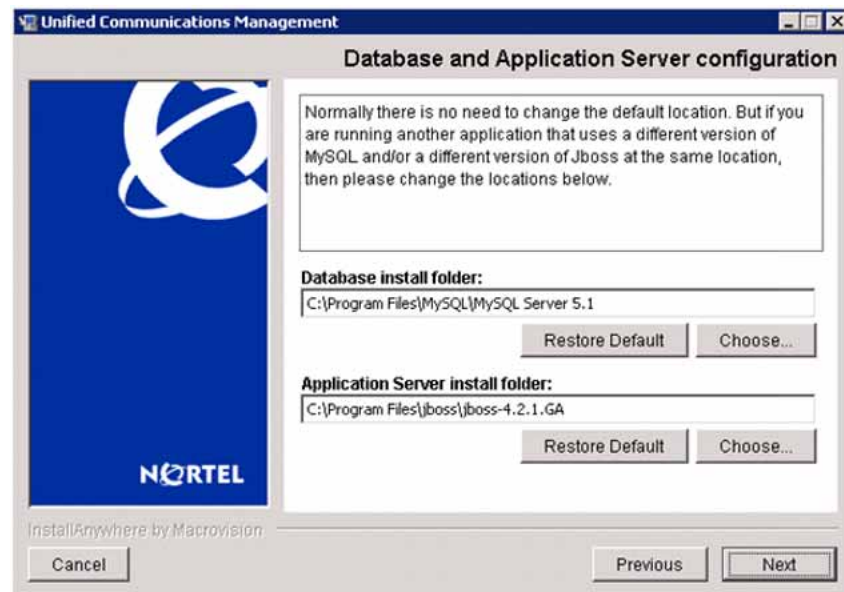 Unified Communications Management
Database and Application Server configuration
Normally there is no need to change the default location. But if you
are running another application that uses a different version of
MySQL and/or a different version of Jboss at the same location,
then please change the locations below.
Database install folder:
C:\Program Files\MySQL\MySQL Server 5.1
Restore Default Choose...
Application Server install folder:
C:\Program Files\jboss\jboss-4.2.1.GA
Restore Default Choose...
NORTEL
InstallAnywhere by Macrovision
Cancel Previous Next